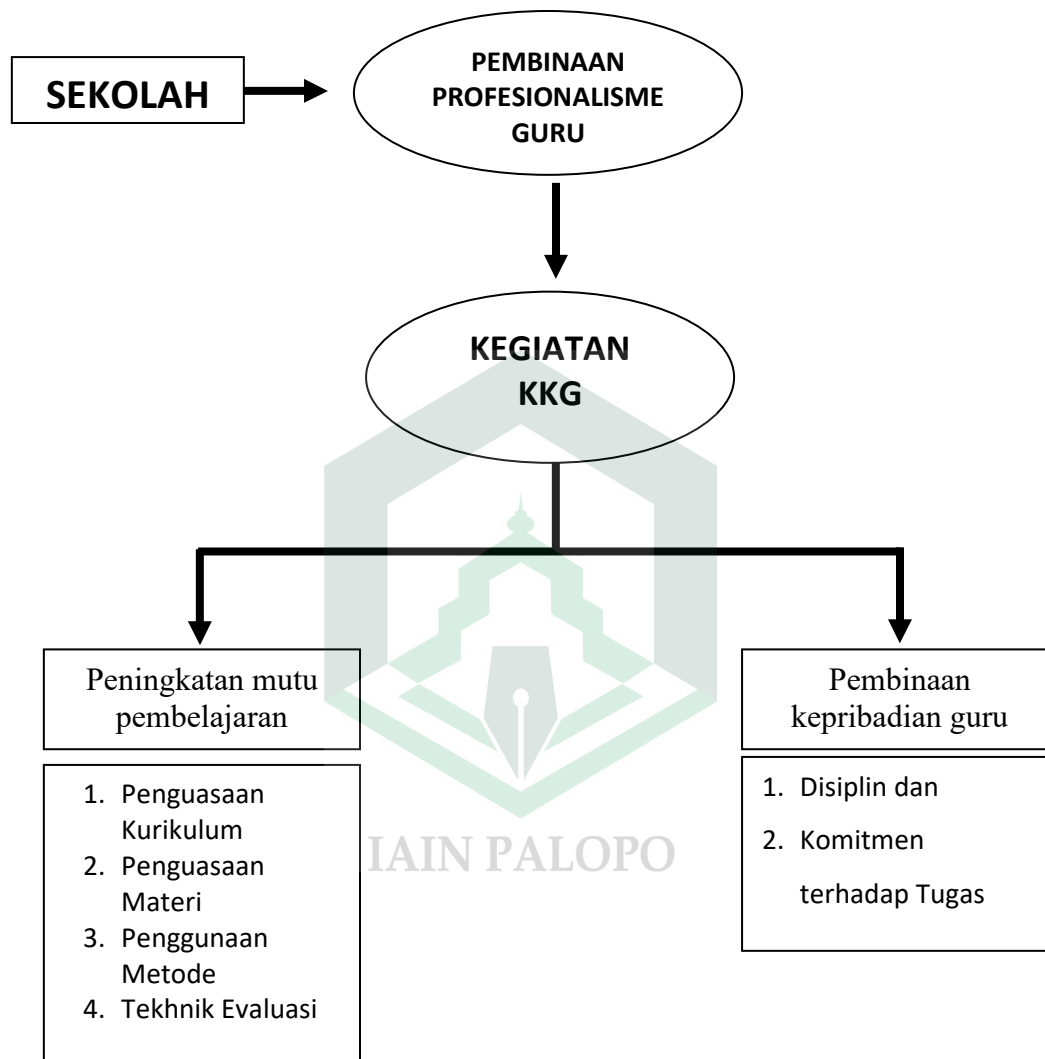 SEKOLAH
PEMBINAAN
PROFESIONALISME
GURU
KEGIATAN
KKG
Peningkatan mutu
pembelajaran
Pembinaan
kepribadian guru
1. Penguasaan
Kurikulum
2. Penguasaan
Materi
3. Penggunaan
Metode
4. Tekhnik Evaluasi
1. Disiplin dan
2. Komitmen
terhadap Tugas
IAIN PALOPO